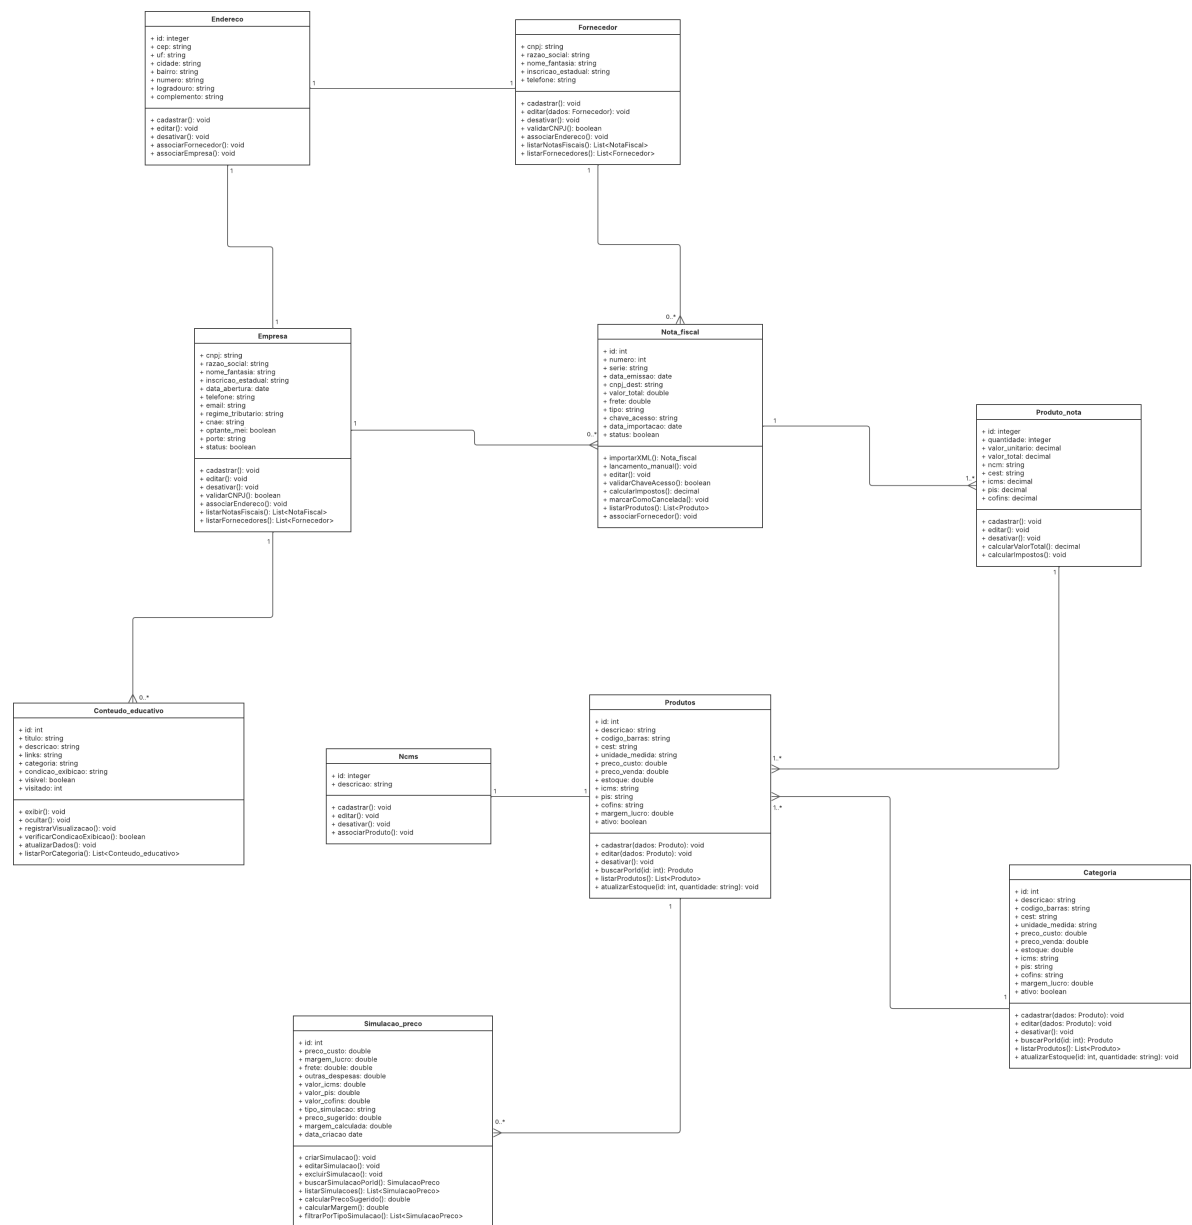 Endereco
+ id: integer
+ cep: string
+ uf: string
+ cidade: string
+ bairro: string
+ numero: string
+ logradouro: string
+ complemento: string
+ cadastrar(): void
+ editar(): void
+ desativar(): void
+ associarFornecedor(): void
+ associarEmpresa(): void
1
1
1
1
Fornecedor
+ cnpj: string
+ razao_social: string
+ nome_fantasia: string
+ inscricao_estadual: string
+ telefone: string
+ cadastrar(): void
+ editar(dados: Fornecedor): void
+ desativar(): void
+ validarCNPJ(): boolean
+ associarEndereco(): void
+ listarNotasFiscais(): List<NotaFiscal>
+ listarFornecedores(): List<Fornecedor>
1
0..*
Empresa
+ cnpj: string
+ razao_social: string
+ nome_fantasia: string
+ inscricao_estadual: string
+ data_abertura: date
+ telefone: string
+ email: string
+ regime_tributario: string
+ cnae: string
+ optante_mei: boolean
+ porte: string
+ status: boolean
+ cadastrar(): void
+ editar(): void
+ desativar(): void
+ validarCNPJ(): boolean
+ associarEndereco(): void
+ listarNotasFiscais(): List<NotaFiscal>
+ listarFornecedores(): List<Fornecedor>
1
0..*
1
0..*
Nota_fiscal
+ id: int
+ numero: int
+ serie: string
+ data_emissao: date
+ cnpj_dest: string
+ valor_total: double
+ frete: double
+ tipo: string
+ chave_acesso: string
+ data_importacao: date
+ status: boolean
+ importarXML(): Nota_fiscal
+ lancamento_manual(): void
+ editar(): void
+ validarChaveAcesso(): boolean
+ calcularImpostos(): decimal
+ marcarComoCancelada(): void
+ listarProdutos(): List<Produto>
+ associarFornecedor(): void
1
1..*
Produto_nota
+ id: integer
+ quantidade: integer
+ valor_unitario: decimal
+ valor_total: decimal
+ ncm: string
+ cest: string
+ icms: decimal
+ pis: decimal
+ cofins: decimal
+ cadastrar(): void
+ editar(): void
+ desativar(): void
+ calcularValorTotal(): decimal
+ calcularImpostos(): void
1
1..*
Conteudo_educativo
+ id: int
+ titulo: string
+ descricao: string
+ links: string
+ categoria: string
+ condicao_exibicao: string
+ visivel: boolean
+ visitado: int
+ exibir(): void
+ ocultar(): void
+ registrarVisualizacao(): void
+ verificarCondicaoExibicao(): boolean
+ atualizarDados(): void
+ listarPorCategoria(): List<Conteudo_educativo>
Ncms
+ id: integer
+ descricao: string
+ cadastrar(): void
+ editar(): void
+ desativar(): void
+ associarProduto(): void
1
1
Produtos
+ id: int
+ descricao: string
+ codigo_barras: string
+ cest: string
+ unidade_medida: string
+ preco_custo: double
+ preco_venda: double
+ estoque: double
+ icms: string
+ pis: string
+ cofins: string
+ margem_lucro: double
+ ativo: boolean
+ cadastrar(dados: Produto): void
+ editar(dados: Produto): void
+ desativar(): void
+ buscarPorId(id: int): Produto
+ listarProdutos(): List<Produto>
+ atualizarEstoque(id: int, quantidade: string): void
1..*
1
1
0..*
Categoria
+ id: int
+ descricao: string
+ codigo_barras: string
+ cest: string
+ unidade_medida: string
+ preco_custo: double
+ preco_venda: double
+ estoque: double
+ icms: string
+ pis: string
+ cofins: string
+ margem_lucro: double
+ ativo: boolean
+ cadastrar(dados: Produto): void
+ editar(dados: Produto): void
+ desativar(): void
+ buscarPorId(id: int): Produto
+ listarProdutos(): List<Produto>
+ atualizarEstoque(id: int, quantidade: string): void
Simulacao_preco
+ id: int
+ preco_custo: double
+ margem_lucro: double
+ frete: double: double
+ outras_despesas: double
+ valor_icms: double
+ valor_pis: double
+ valor_cofins: double
+ tipo_simulacao: string
+ preco_sugerido: double
+ margem_calculada: double
+ data_criacao date
+ criarSimulacao(): void
+ editarSimulacao(): void
+ excluirSimulacao(): void
+ buscarSimulacaoPorId(): SimulacaoPreco
+ listarSimulacoes(): List<SimulacaoPreco>
+ calcularPrecoSugerido(): double
+ calcularMargem(): double
+ filtrarPorTipoSimulacao(): List<SimulacaoPreco>